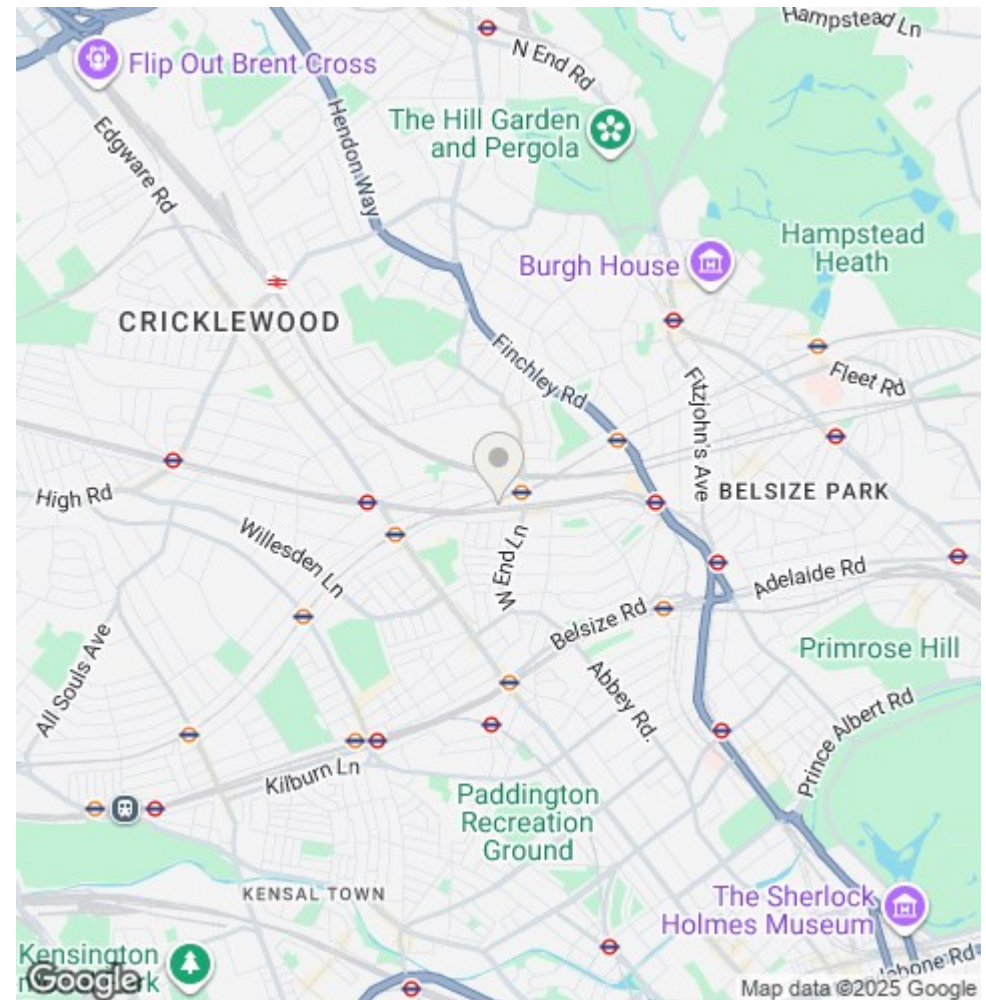 Hampstead Ln
N End Rd
Flip Out Brent Cross
The Hill Garden
and Pergola
Edgware Rd
Hendon Way
Hampstead
Heath
Burgh House
CRICKLEWOOD
Finchley Rd
Fleet Rd
Fitzjohn's Ave
High Rd
BELSIZE PARK
Willesden Ln
W End Ln
Adelaide Rd
Belsize Rd
Primrose Hill
All Souls Ave
Abbey Rd.
Prince Albert Rd
Kilburn Ln
Paddington
Recreation
Ground
KENSAL TOWN
The Sherlock
Holmes Museum
Kensington
Google
Map data ©2025 Google